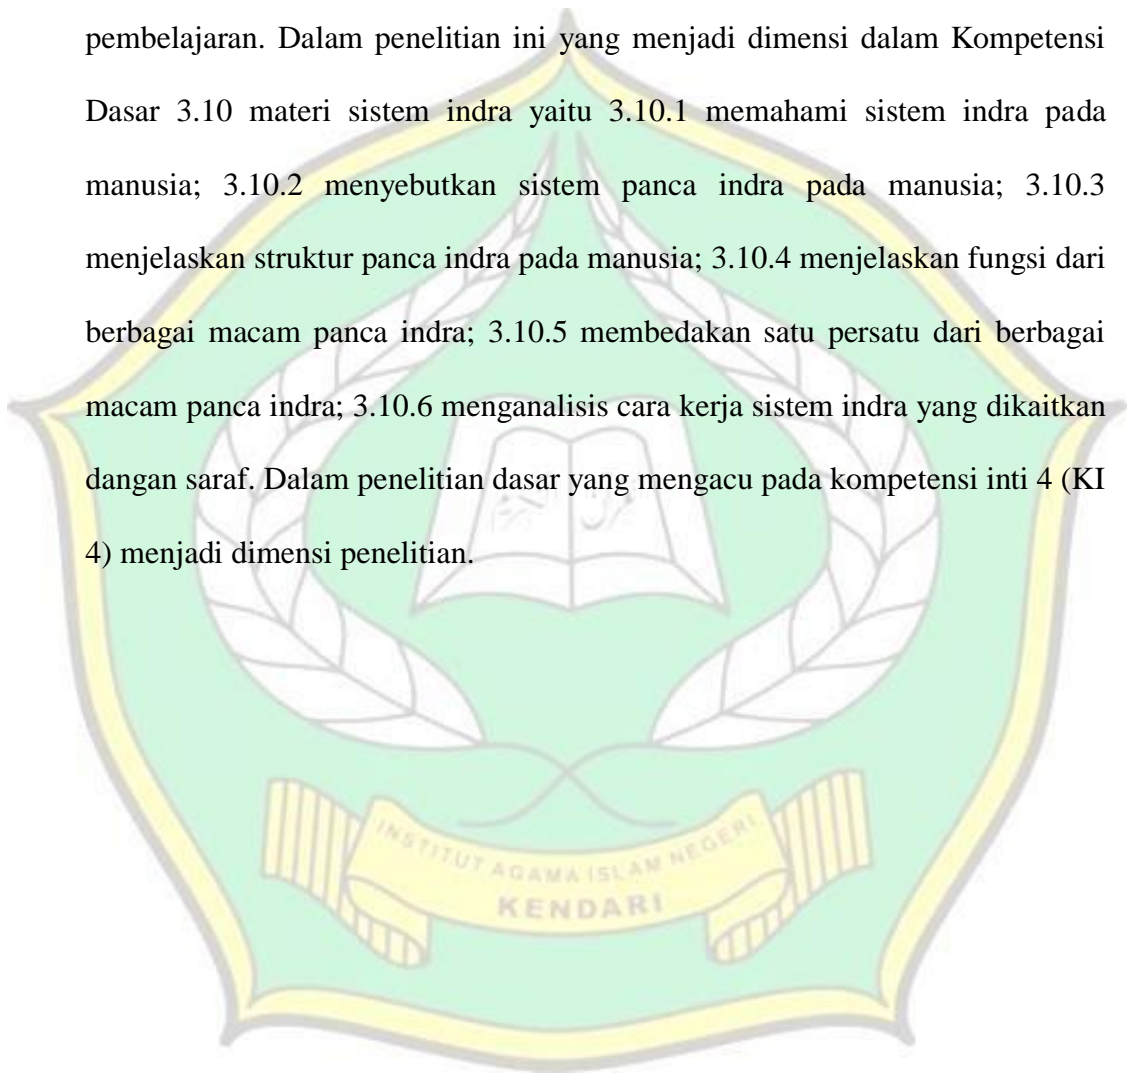 pembelajaran. Dalam penelitian ini yang menjadi dimensi dalam Kompetensi
Dasar 3.10 materi sistem indra yaitu 3.10.1 memahami sistem indra pada
manusia; 3.10.2 menyebutkan sistem panca indra pada manusia; 3.10.3
menjelaskan struktur panca indra pada manusia; 3.10.4 menjelaskan fungsi dari
berbagai macam panca indra; 3.10.5 membedakan satu persatu dari berbagai
macam panca indra; 3.10.6 menganalisis cara kerja sistem indra yang dikaitkan
dangan saraf. Dalam penelitian dasar yang mengacu pada kompetensi inti 4 (KI
4) menjadi dimensi penelitian.
INSTITUT AGAMA ISLAM NEGERI
KENDARI